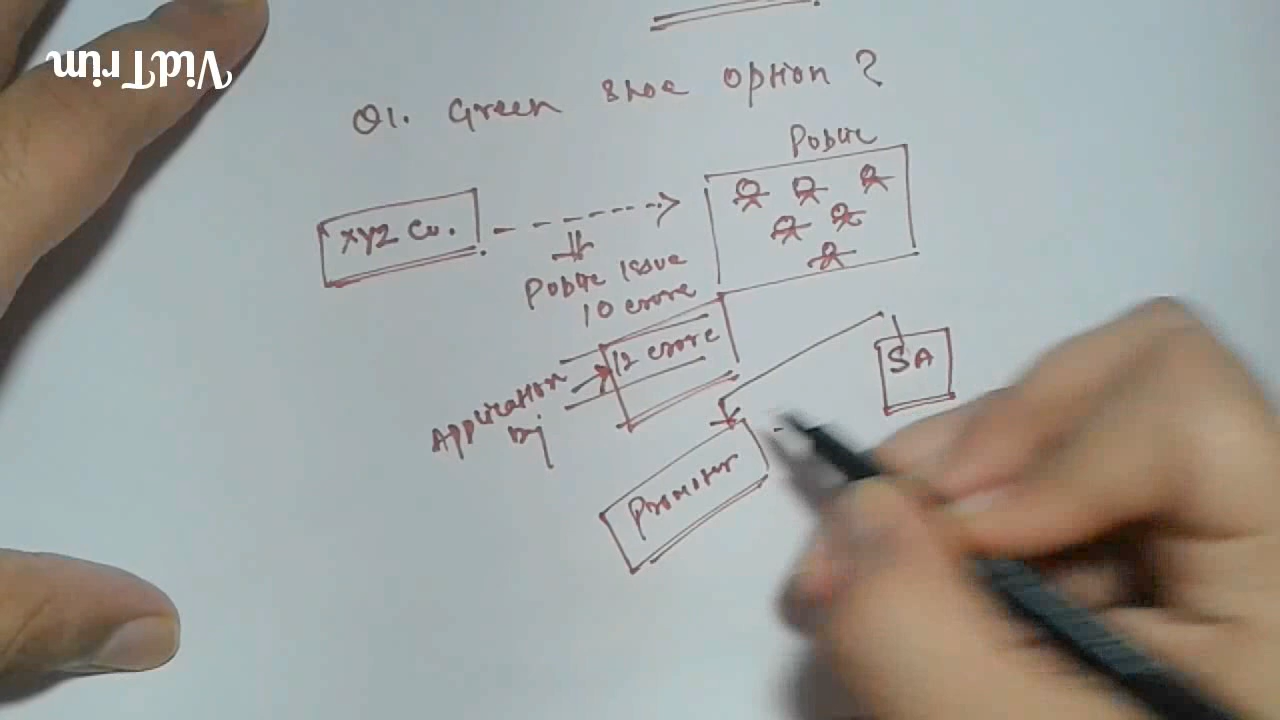 VidTrim
Q1. Green Shoe Option ?
Public
XYZ Co.
Public Issue
10 crore
12 crore
Application
by
SA
Promoter